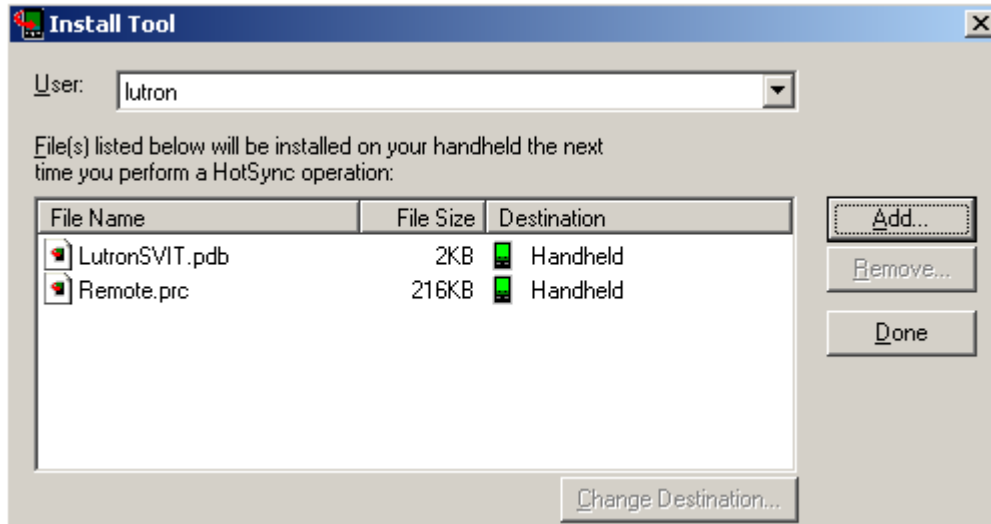 Install Tool
User:
lutron
File(s) listed below will be installed on your handheld the next
time you perform a HotSync operation:
File Name File Size Destination
LutronSVIT.pdb 2KB Handheld
Remote.prc 216KB Handheld
Add...
Remove...
Done
Change Destination...